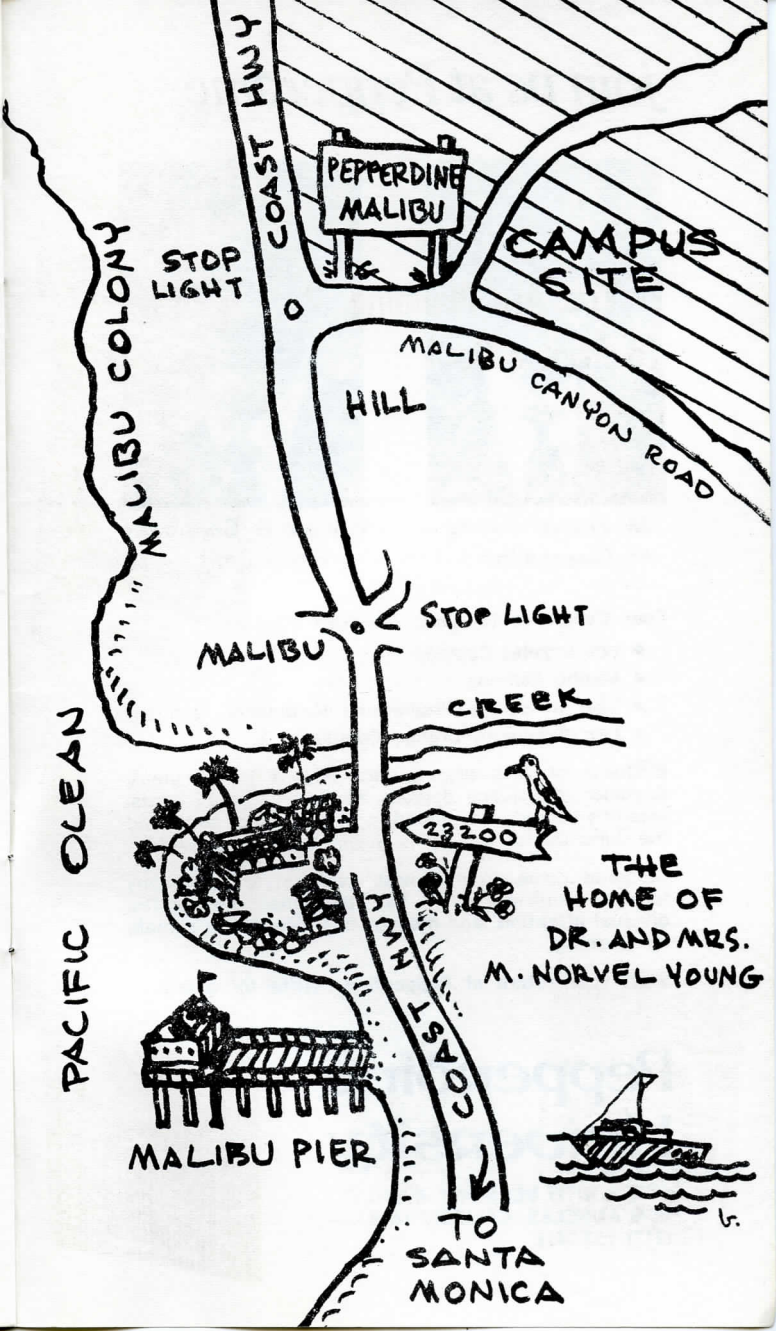 COAST HWY
PEPPERDINE
MALIBU
CAMPUS
SITE
STOP
LIGHT
MALIBU COLONY
MALIBU CANYON ROAD
HILL
STOP LIGHT
MALIBU
CREEK
PACIFIC OLEAN
23200
THE
HOME OF
DR. AND MRS.
M. NORVEL YOUNG
COAST HWY
MALIBU PIER
TO
SANTA
MONICA